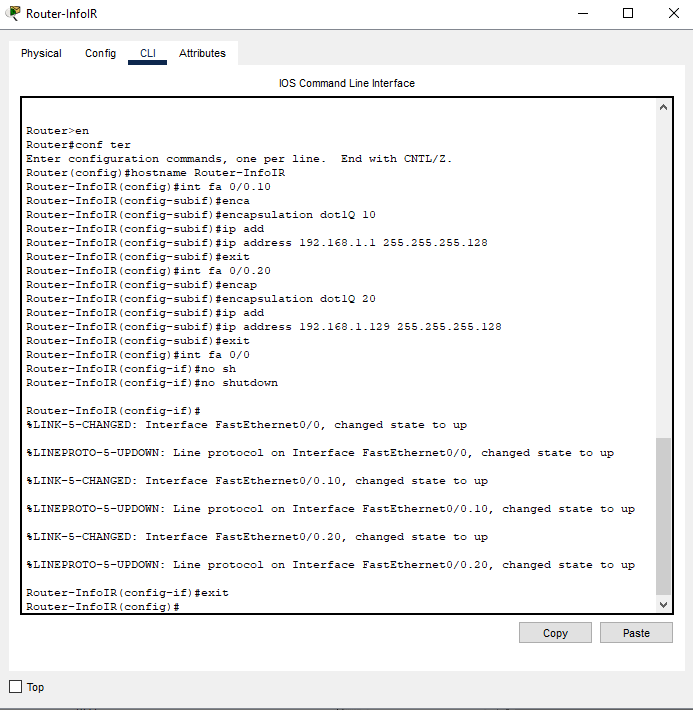 Router-InfoIR
Physical Config CLI Attributes
IOS Command Line Interface
Router>en
Router#conf ter
Enter configuration commands, one per line.  End with CNTL/Z.
Router(config)#hostname Router-InfoIR
Router-InfoIR(config)#int fa 0/0.10
Router-InfoIR(config-subif)#enca
Router-InfoIR(config-subif)#encapsulation dot1Q 10
Router-InfoIR(config-subif)#ip add
Router-InfoIR(config-subif)#ip address 192.168.1.1 255.255.255.128
Router-InfoIR(config-subif)#exit
Router-InfoIR(config)#int fa 0/0.20
Router-InfoIR(config-subif)#encap
Router-InfoIR(config-subif)#encapsulation dot1Q 20
Router-InfoIR(config-subif)#ip add
Router-InfoIR(config-subif)#ip address 192.168.1.129 255.255.255.128
Router-InfoIR(config-subif)#exit
Router-InfoIR(config)#int fa 0/0
Router-InfoIR(config-if)#no sh
Router-InfoIR(config-if)#no shutdown
Router-InfoIR(config-if)#
%LINK-5-CHANGED: Interface FastEthernet0/0, changed state to up
%LINEPROTO-5-UPDOWN: Line protocol on Interface FastEthernet0/0, changed state to up
%LINK-5-CHANGED: Interface FastEthernet0/0.10, changed state to up
%LINEPROTO-5-UPDOWN: Line protocol on Interface FastEthernet0/0.10, changed state to up
%LINK-5-CHANGED: Interface FastEthernet0/0.20, changed state to up
%LINEPROTO-5-UPDOWN: Line protocol on Interface FastEthernet0/0.20, changed state to up
Router-InfoIR(config-if)#exit
Router-InfoIR(config)#
Copy Paste
Top